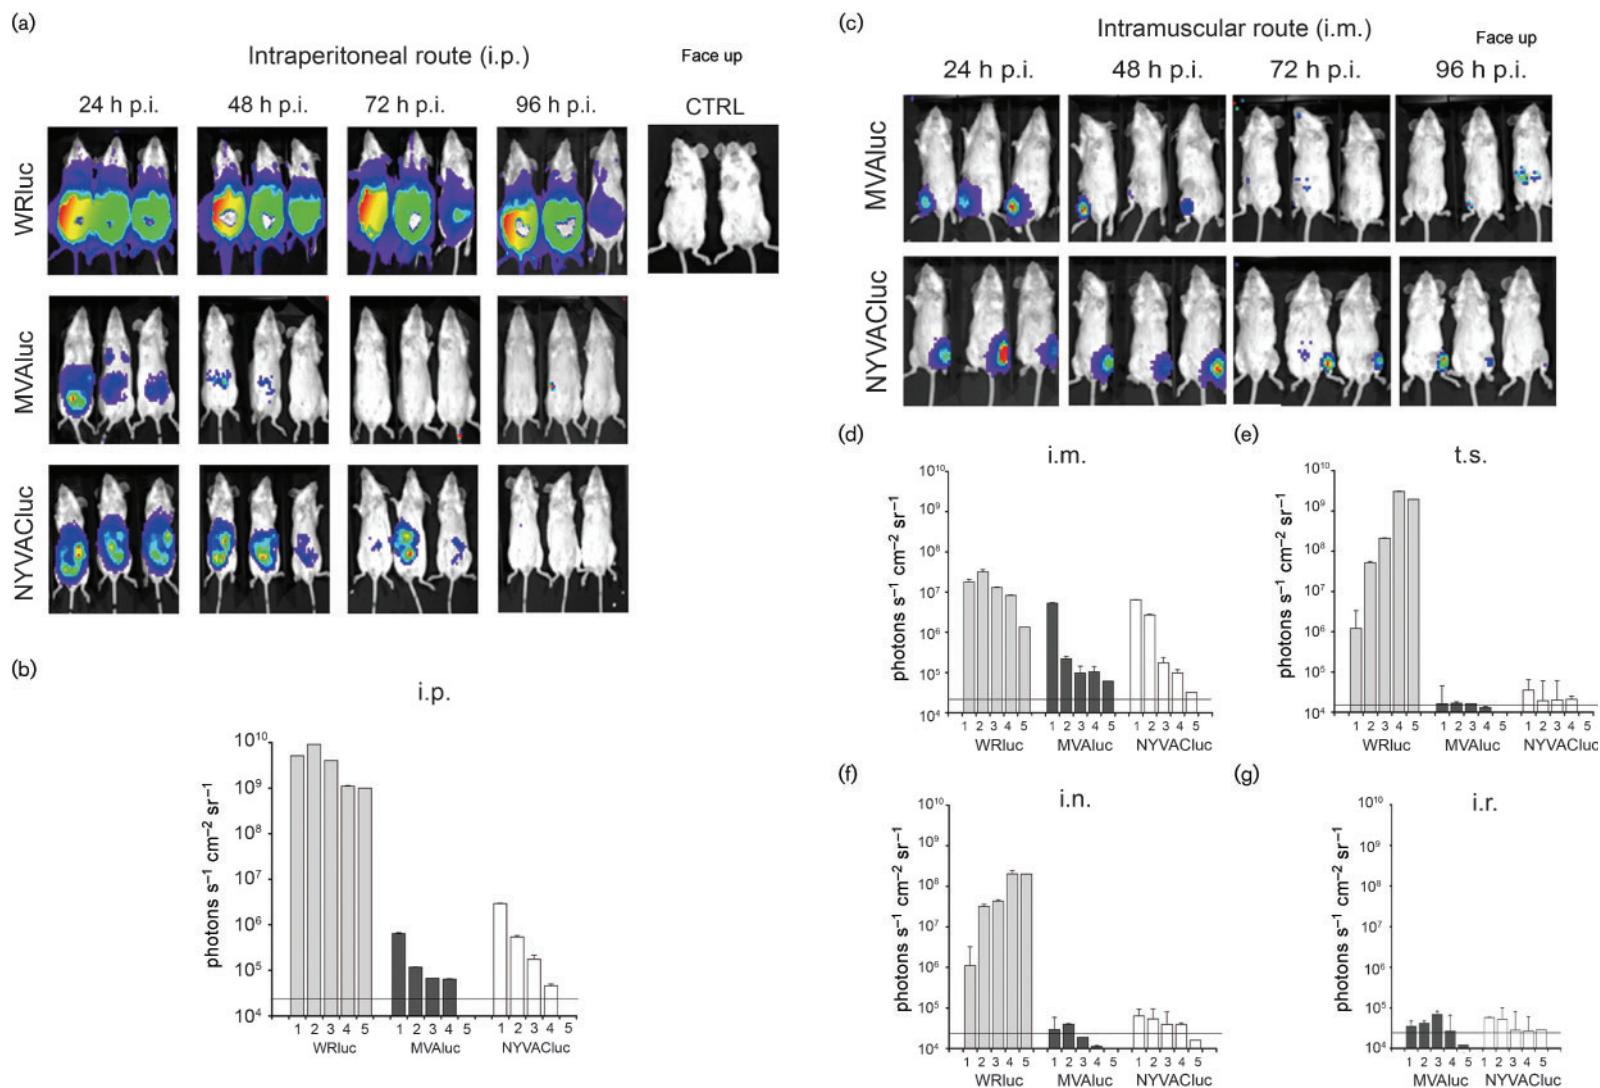 (a)
Intraperitoneal route (i.p.)
Face up
24 h p.i.
48 h p.i.
72 h p.i.
96 h p.i.
CTRL
WRluc
MVAluc
NYVACluc
(b)
i.p.
photons s⁻¹ cm⁻² sr⁻¹
10¹⁰
10⁹
10⁸
10⁷
10⁶
10⁵
10⁴
1 2 3 4 5 1 2 3 4 5 1 2 3 4 5
WRluc MVAluc NYVACluc
(c)
Intramuscular route (i.m.)
Face up
24 h p.i.
48 h p.i.
72 h p.i.
96 h p.i.
MVAluc
NYVACluc
(d)
i.m.
photons s⁻¹ cm⁻² sr⁻¹
10¹⁰
10⁹
10⁸
10⁷
10⁶
10⁵
10⁴
1 2 3 4 5 1 2 3 4 5 1 2 3 4 5
WRluc MVAluc NYVACluc
(e)
t.s.
photons s⁻¹ cm⁻² sr⁻¹
10¹⁰
10⁹
10⁸
10⁷
10⁶
10⁵
10⁴
1 2 3 4 5 1 2 3 4 5 1 2 3 4 5
WRluc MVAluc NYVACluc
(f)
i.n.
photons s⁻¹ cm⁻² sr⁻¹
10¹⁰
10⁹
10⁸
10⁷
10⁶
10⁵
10⁴
1 2 3 4 5 1 2 3 4 5 1 2 3 4 5
WRluc MVAluc NYVACluc
(g)
i.r.
photons s⁻¹ cm⁻² sr⁻¹
10¹⁰
10⁹
10⁸
10⁷
10⁶
10⁵
10⁴
1 2 3 4 5 1 2 3 4 5
MVAluc NYVACluc